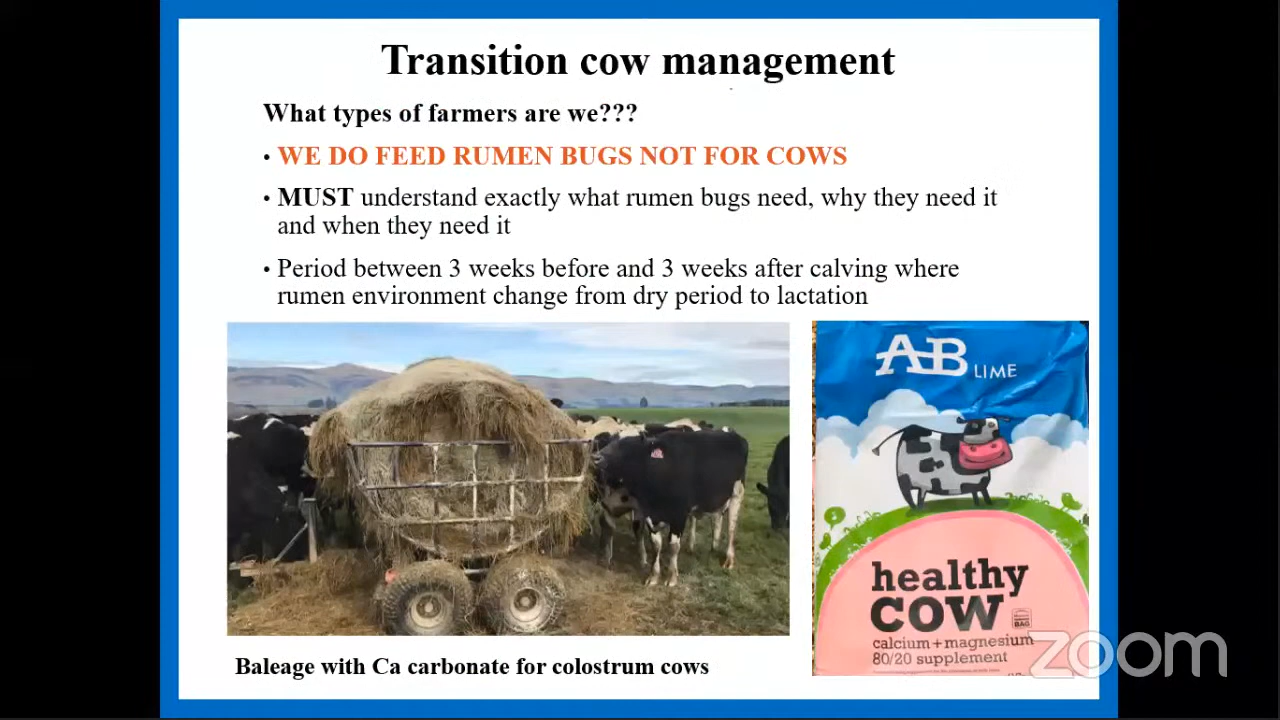 Transition cow management
What types of farmers are we???
• WE DO FEED RUMEN BUGS NOT FOR COWS
• MUST understand exactly what rumen bugs need, why they need it
and when they need it
• Period between 3 weeks before and 3 weeks after calving where
rumen environment change from dry period to lactation
AB LIME
healthy
cow
BAG
calcium+magnesium
80/20 supplement
Baleage with Ca carbonate for colostrum cows
zoom